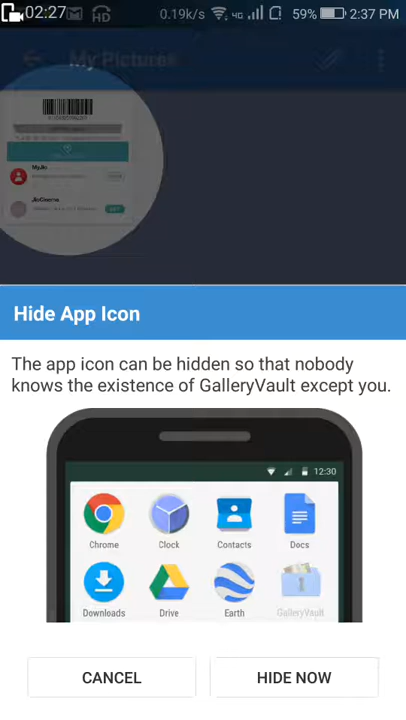 02:27 HD 0.19k/s 4G 59% 2:37 PM
My Pictures
MyJio
JioCinema
Hide App Icon
The app icon can be hidden so that nobody
knows the existence of GalleryVault except you.
12:30
Chrome Clock Contacts Docs
Downloads Drive Earth GalleryVault
CANCEL HIDE NOW